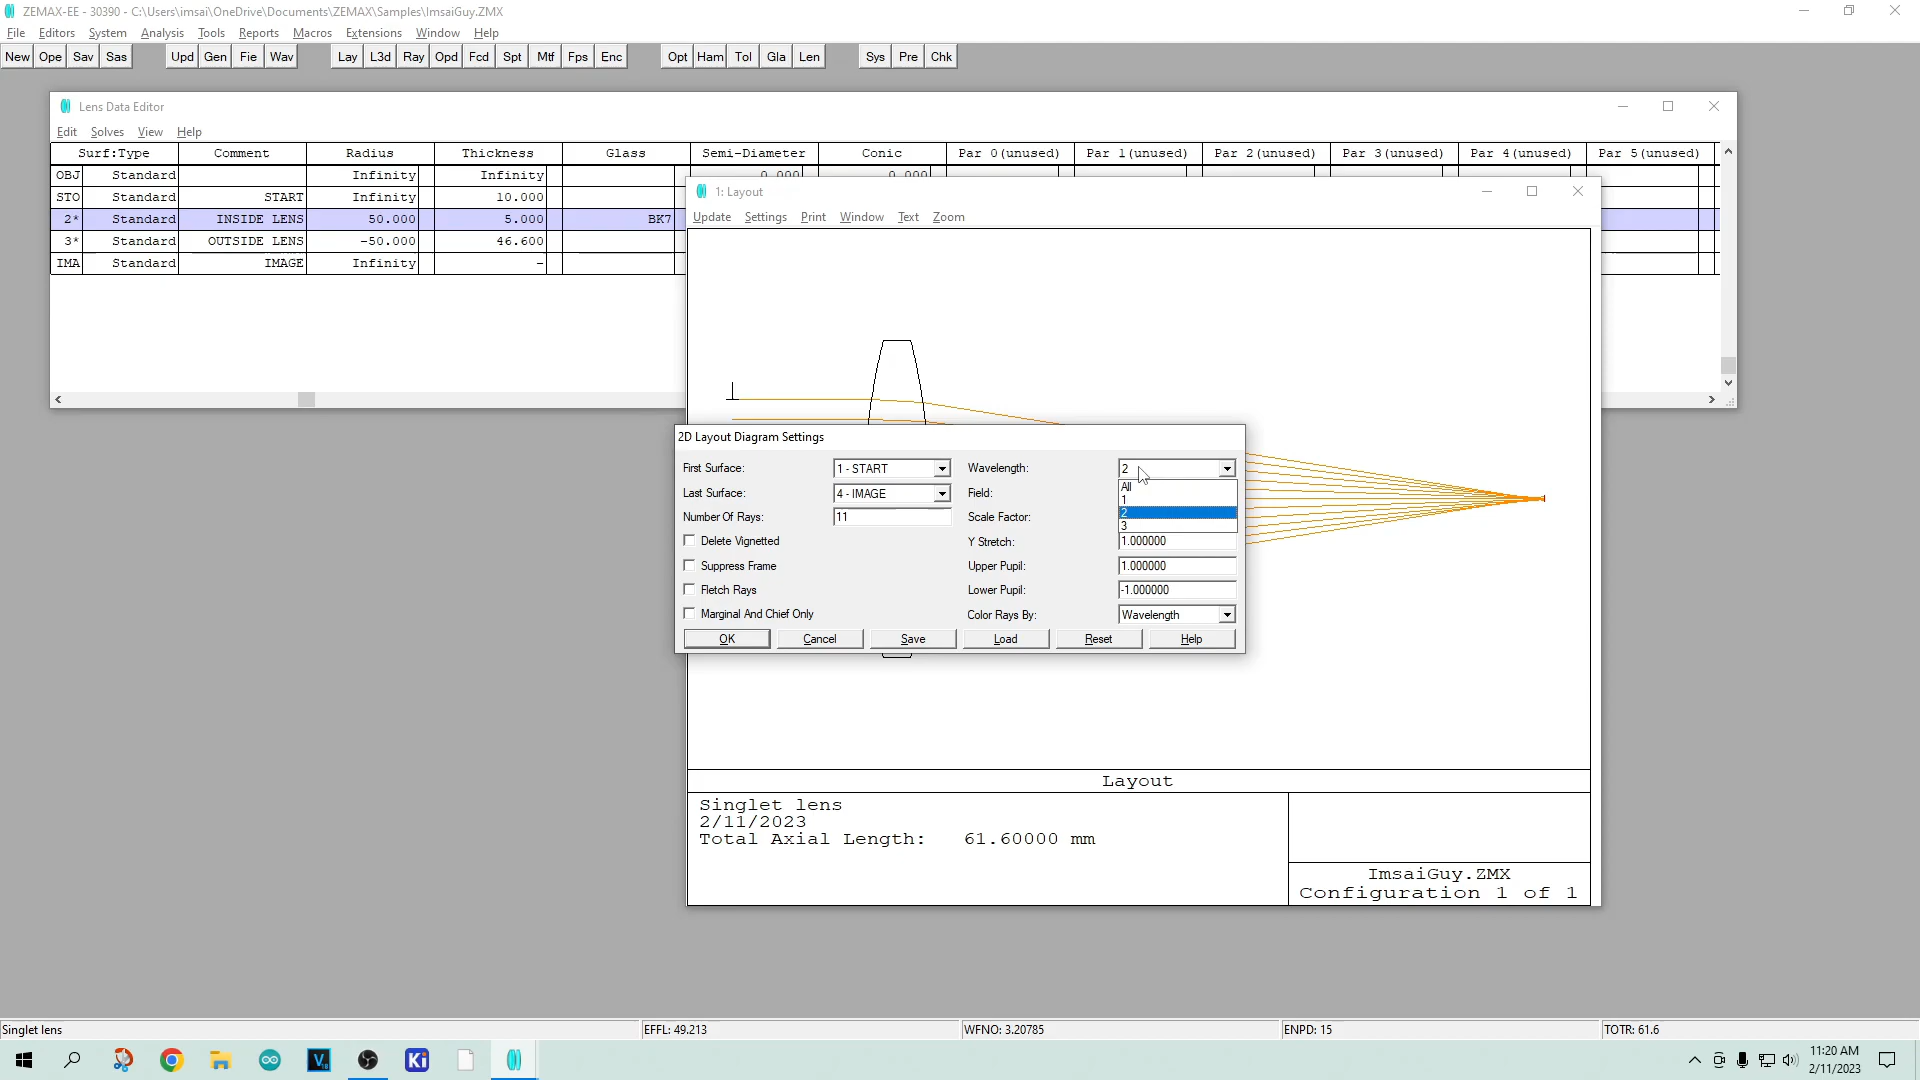 ZEMAX-EE - 30390 - C:\Users\imsai\OneDrive\Documents\ZEMAX\Samples\ImsaiGuy.ZMX
File Editors System Analysis Tools Reports Macros Extensions Window Help
New Ope Sav Sas Upd Gen Fie Wav Lay L3d Ray Opd Fcd Spt Mtf Fps Enc Opt Ham Tol Gla Len Sys Pre Chk
Lens Data Editor
Edit Solves View Help
Surf:Type Comment Radius Thickness Glass Semi-Diameter Conic Par 0(unused) Par 1(unused) Par 2(unused) Par 3(unused) Par 4(unused) Par 5(unused)
OBJ Standard Infinity Infinity 0.000 0.000
STO Standard START Infinity 10.000
2* Standard INSIDE LENS 50.000 5.000 BK7
3* Standard OUTSIDE LENS -50.000 46.600
IMA Standard IMAGE Infinity -
1: Layout
Update Settings Print Window Text Zoom
2D Layout Diagram Settings
First Surface: 1 - START Wavelength: 2
All
1
2
3
Last Surface: 4 - IMAGE Field:
Number Of Rays: 11 Scale Factor:
Delete Vignetted Y Stretch: 1.000000
Suppress Frame Upper Pupil: 1.000000
Fletch Rays Lower Pupil: -1.000000
Marginal And Chief Only Color Rays By: Wavelength
OK Cancel Save Load Reset Help
Layout
Singlet lens
2/11/2023
Total Axial Length: 61.60000 mm
ImsaiGuy.ZMX
Configuration 1 of 1
Singlet lens EFFL: 49.213 WFNO: 3.20785 ENPD: 15 TOTR: 61.6
Ki
11:20 AM
2/11/2023